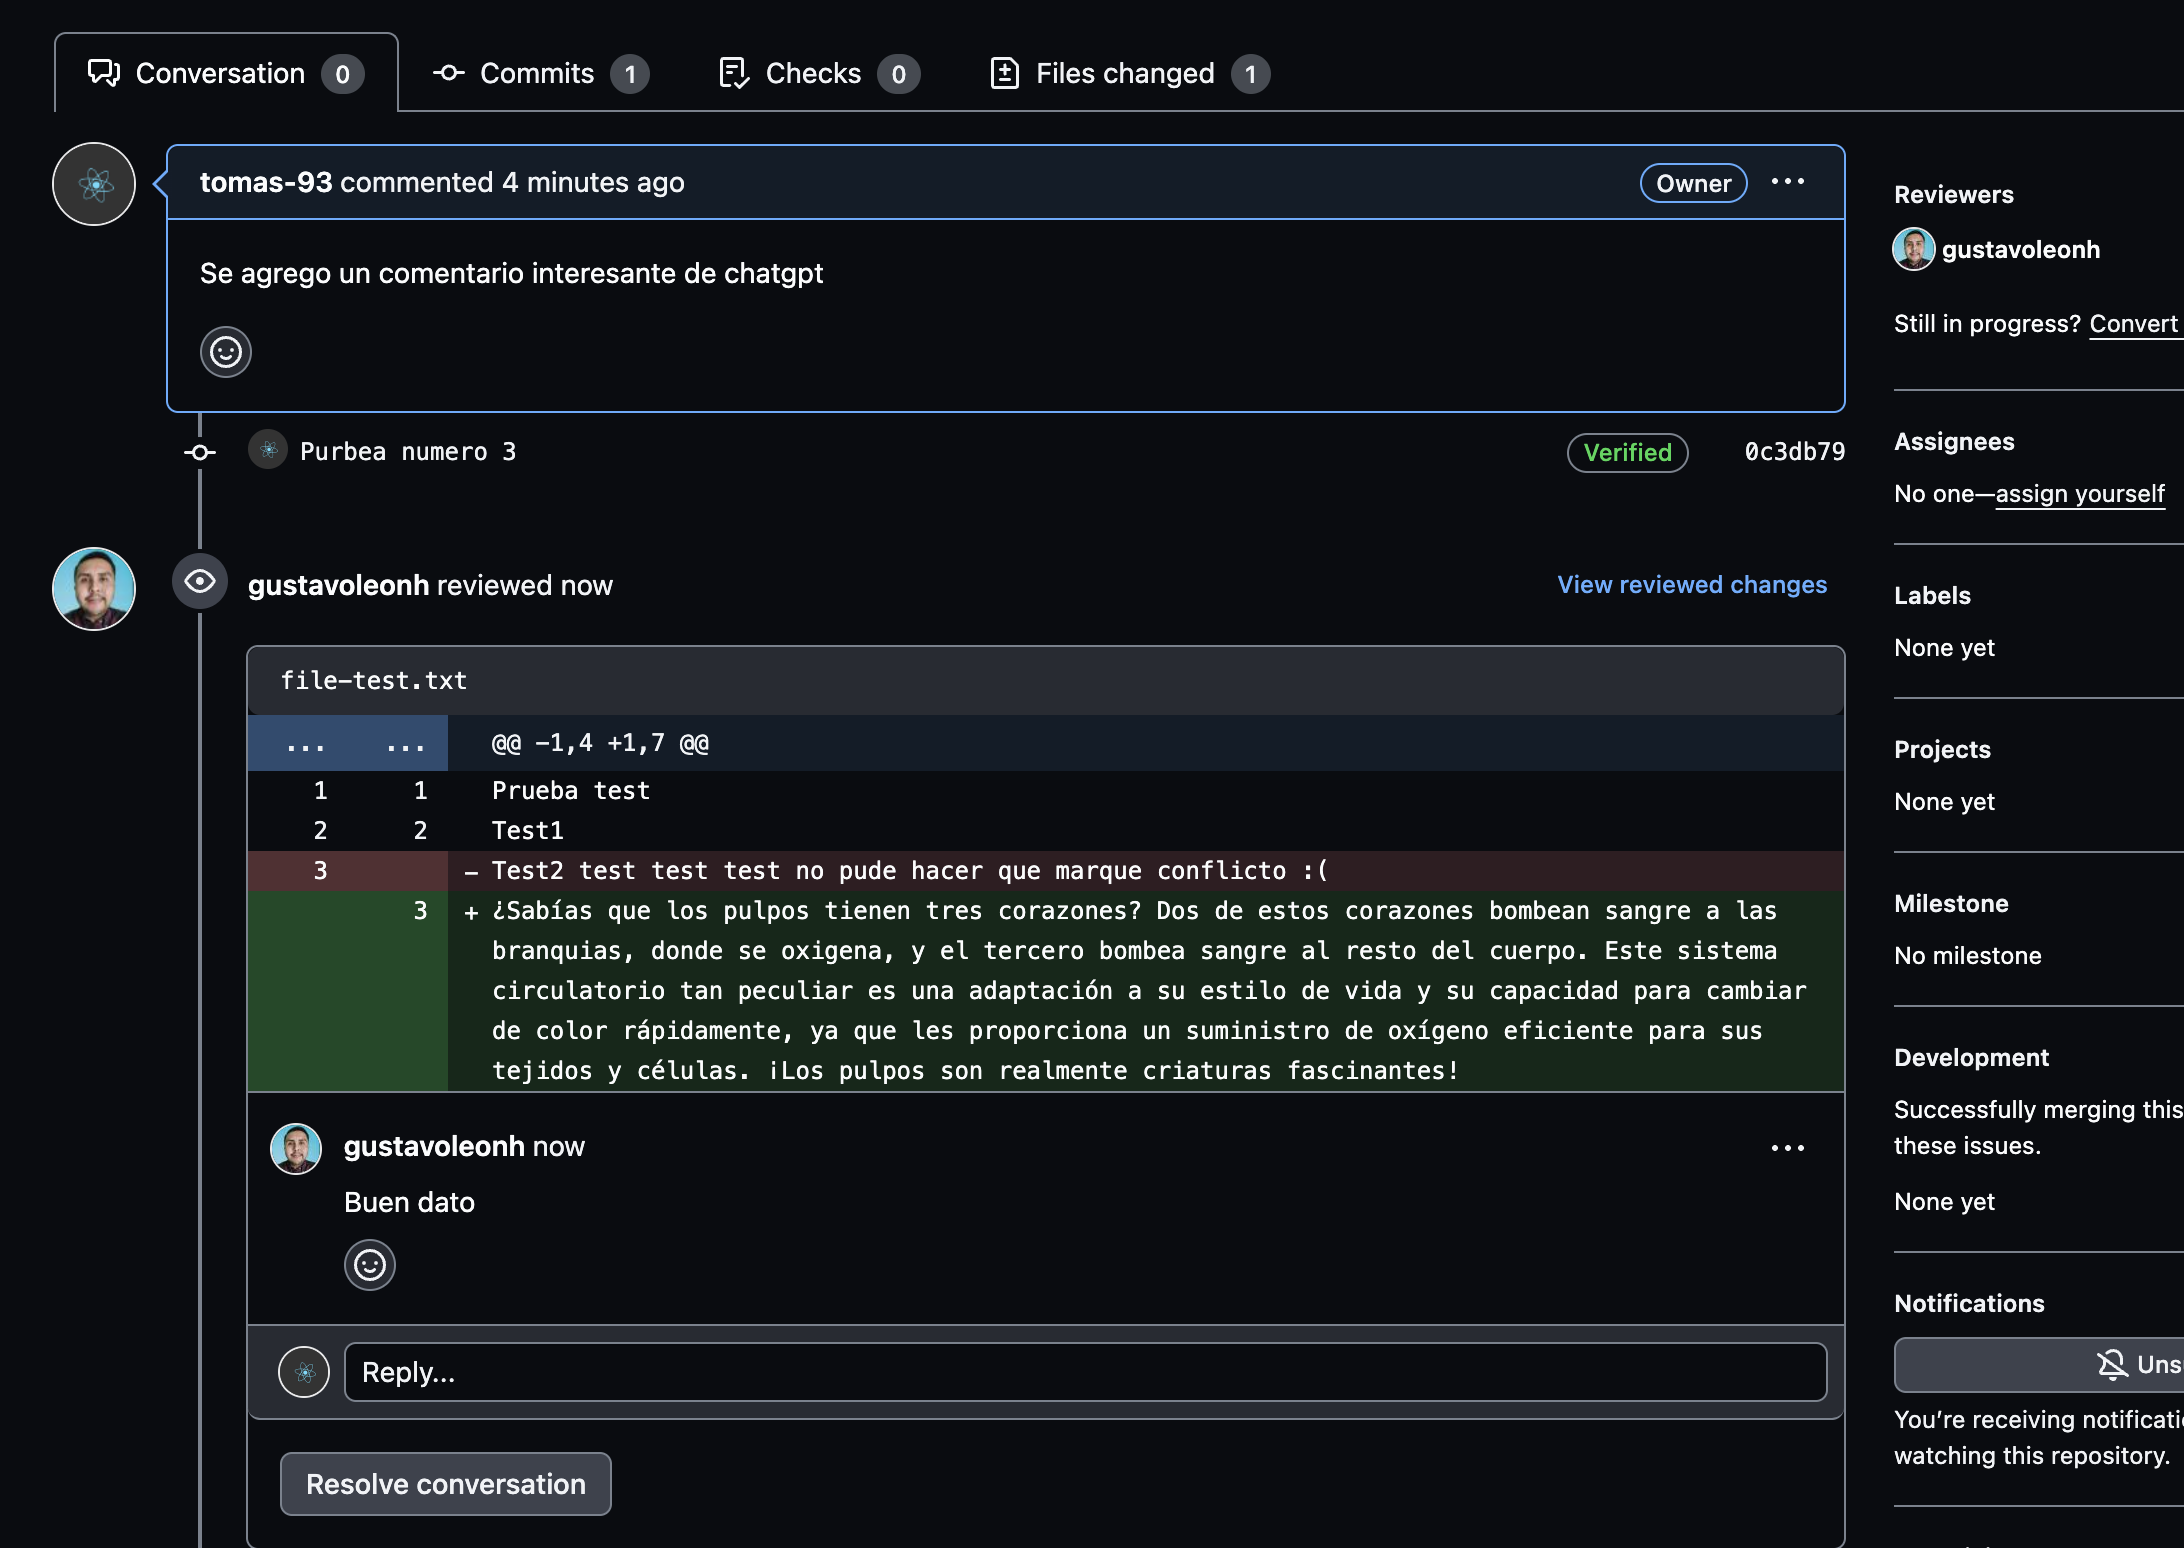 Conversation 0 Commits 1 Checks 0 Files changed 1
tomas-93 commented 4 minutes ago Owner
Se agrego un comentario interesante de chatgpt
Purbea numero 3 Verified 0c3db79
gustavoleonh reviewed now View reviewed changes
file-test.txt
... ... @@ -1,4 +1,7 @@
1 1 Prueba test
2 2 Test1
3 - Test2 test test test no pude hacer que marque conflicto :(
3 + ¿Sabías que los pulpos tienen tres corazones? Dos de estos corazones bombean sangre a las
branquias, donde se oxigena, y el tercero bombea sangre al resto del cuerpo. Este sistema
circulatorio tan peculiar es una adaptación a su estilo de vida y su capacidad para cambiar
de color rápidamente, ya que les proporciona un suministro de oxígeno eficiente para sus
tejidos y células. ¡Los pulpos son realmente criaturas fascinantes!
gustavoleonh now
Buen dato
Reply...
Resolve conversation
Reviewers
gustavoleonh
Still in progress? Convert
Assignees
No one—assign yourself
Labels
None yet
Projects
None yet
Milestone
No milestone
Development
Successfully merging this
these issues.
None yet
Notifications
You're receiving
watching this repository.